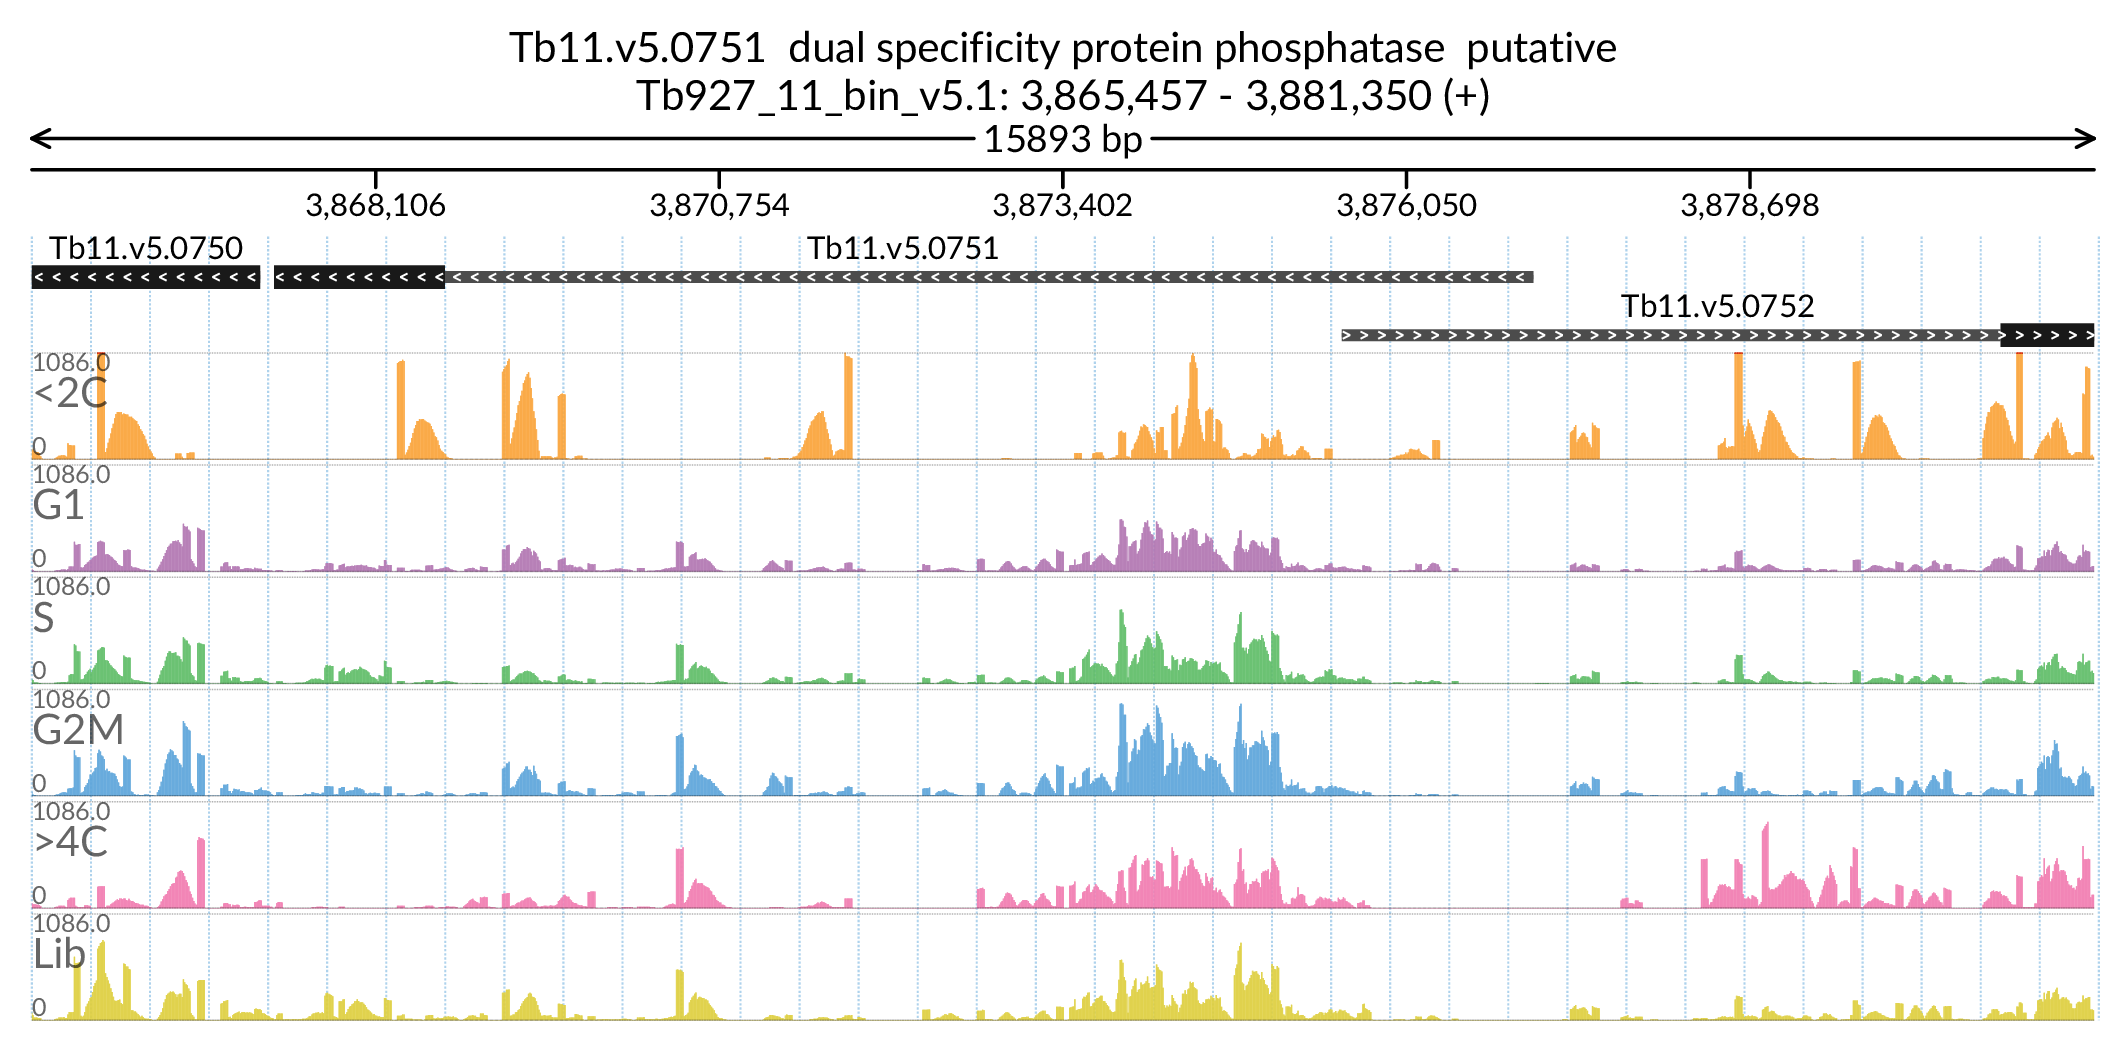 Tb11.v5.0751 dual specificity protein phosphatase putative
Tb927_11_bin_v5.1: 3,865,457 - 3,881,350 (+)
15893 bp
3,868,106 3,870,754 3,873,402 3,876,050 3,878,698
Tb11.v5.0750 Tb11.v5.0751
Tb11.v5.0752
1086.0
<2C
0
1086.0
G1
0
1086.0
S
0
1086.0
G2M
0
1086.0
>4C
0
1086.0
Lib
0